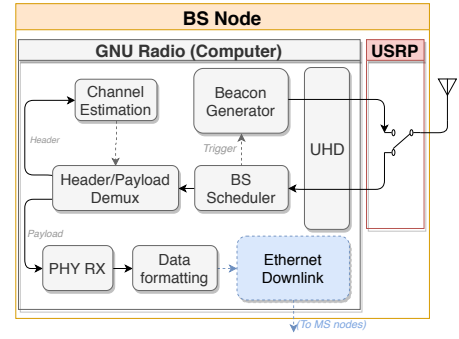 BS Node
GNU Radio (Computer)
USRP
Channel
Estimation
Beacon
Generator
UHD
Header
Trigger
Header/Payload
Demux
BS
Scheduler
Payload
PHY RX
Data
formatting
Ethernet
Downlink
(To MS nodes)